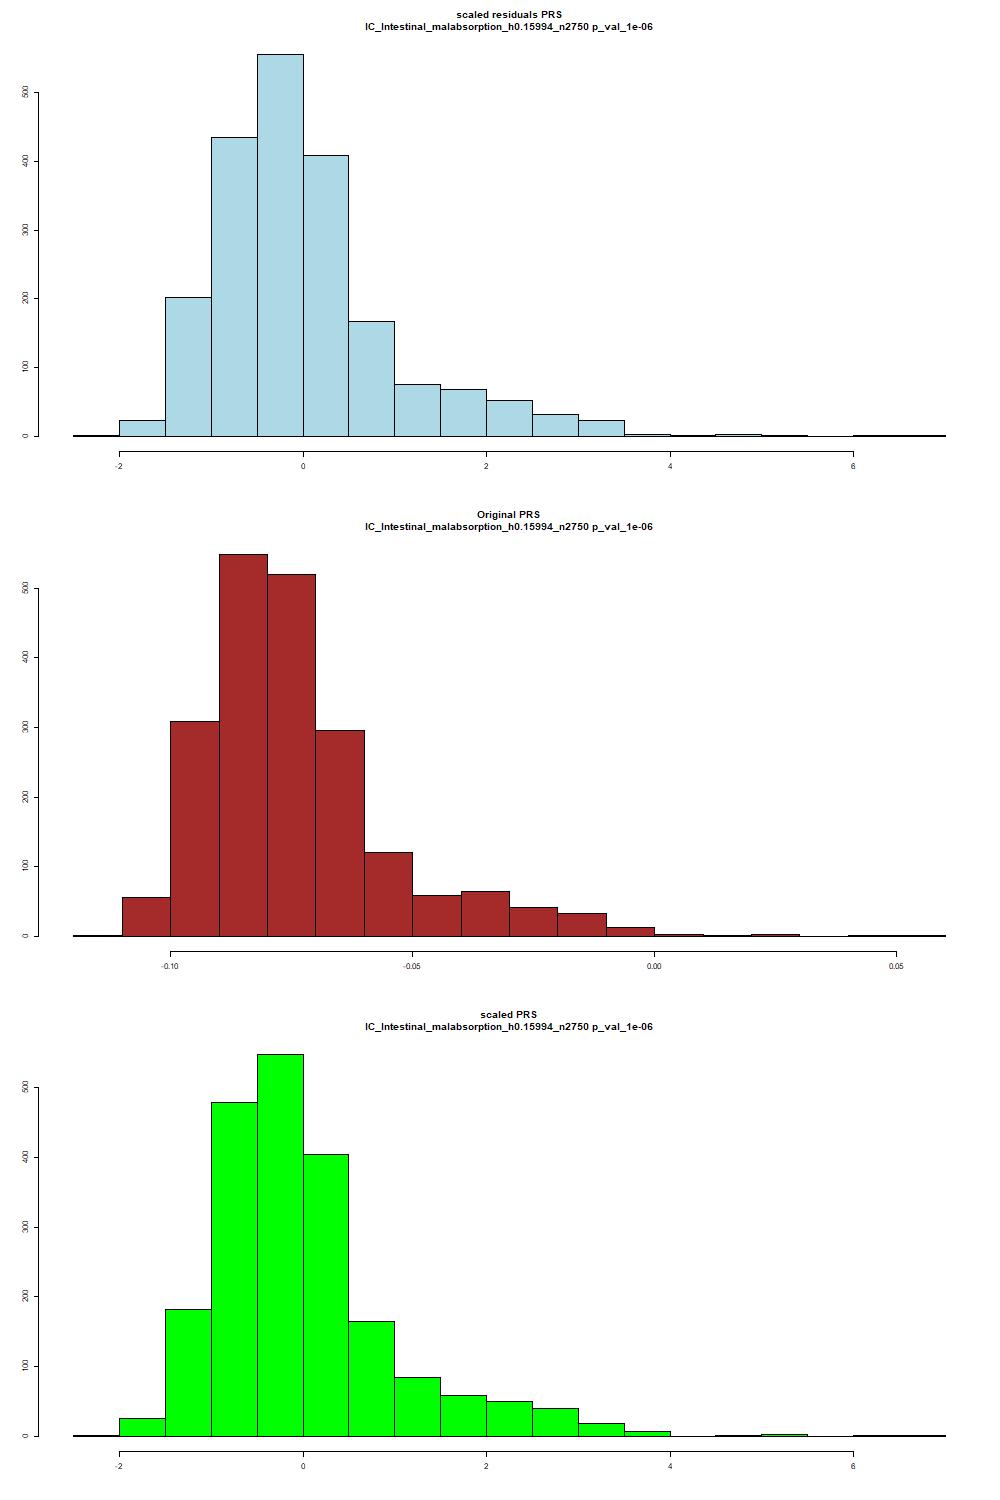 scaled residuals PRS
IC_Intestinal_malabsorption_h0.15994_n2750 p_val_1e-06
500
400
300
200
100
0
-2 0 2 4 6
Original PRS
IC_Intestinal_malabsorption_h0.15994_n2750 p_val_1e-06
500
400
300
200
100
0
-0.10 -0.05 0.00 0.05
scaled PRS
IC_Intestinal_malabsorption_h0.15994_n2750 p_val_1e-06
500
400
300
200
100
0
-2 0 2 4 6